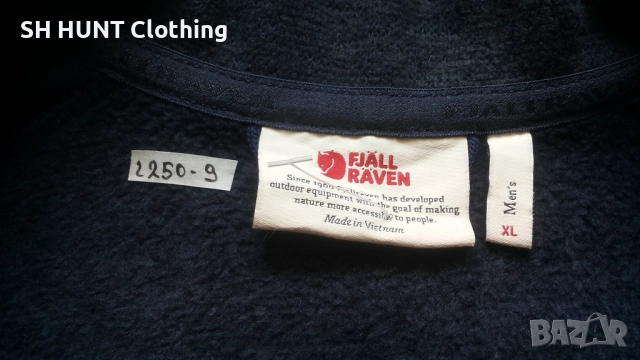 SH HUNT Clothing
FJALLRA
2250-9
FJÄLL
RÄVEN
Since 1960 Fjällräven has developed
outdoor equipment with the goal of making
nature more accessible to people.
Made in Vietnam
Men's
XL
BAZAR